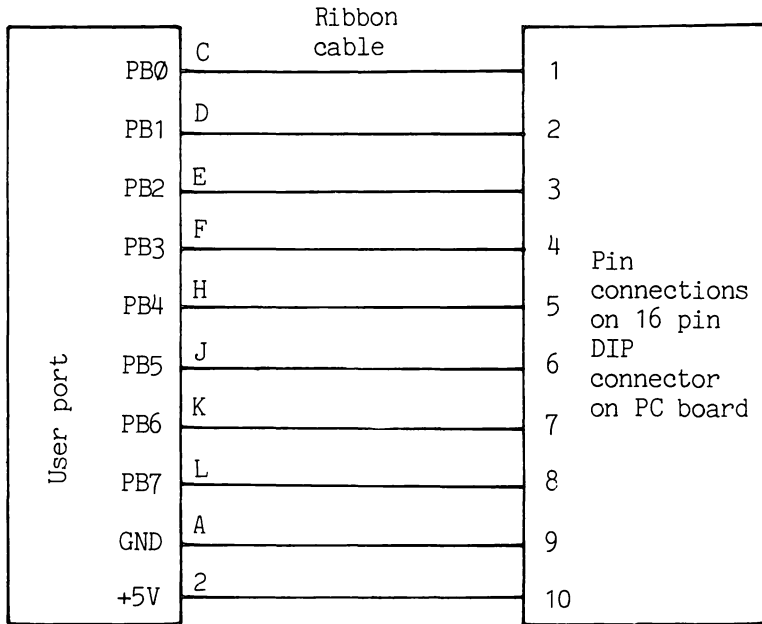 Ribbon
cable
PBØ C 1
PB1 D 2
PB2 E 3
PB3 F 4
PB4 H 5
PB5 J 6
PB6 K 7
PB7 L 8
GND A 9
+5V 2 10
User port
Pin
connections
on 16 pin
DIP
connector
on PC board